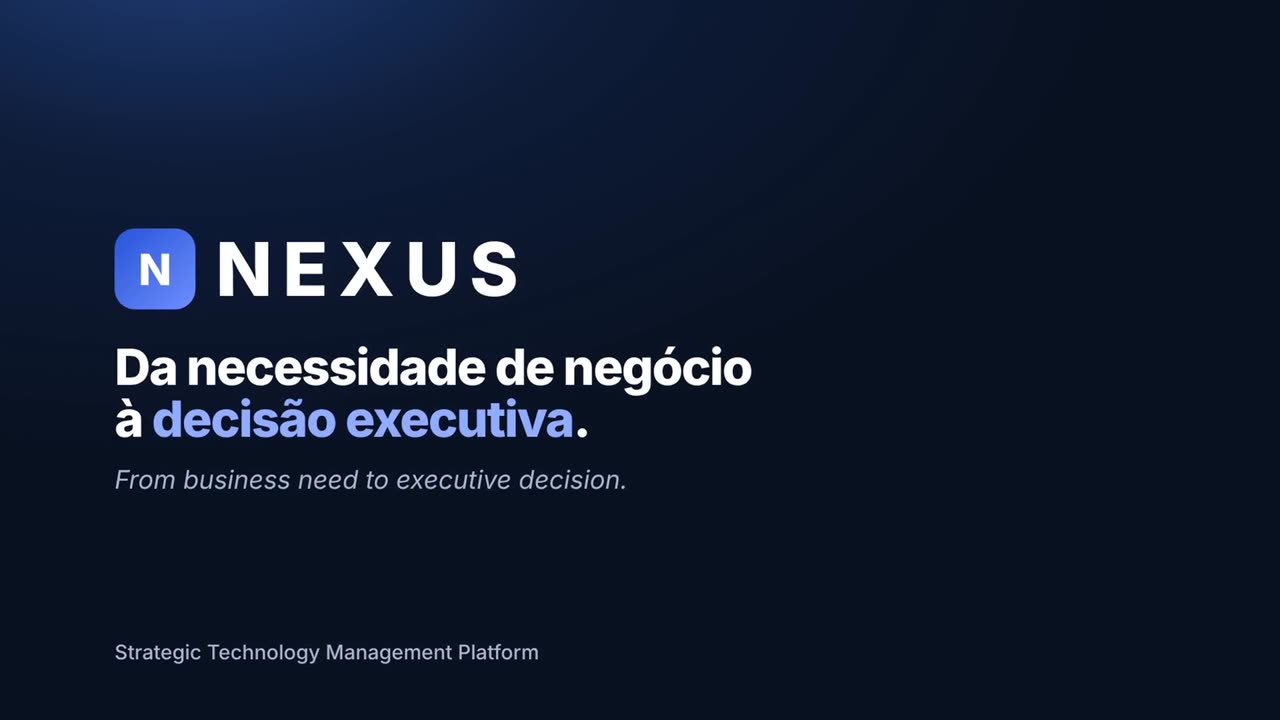 N NEXUS
Da necessidade de negócio
à decisão executiva.
From business need to executive decision.
Strategic Technology Management Platform